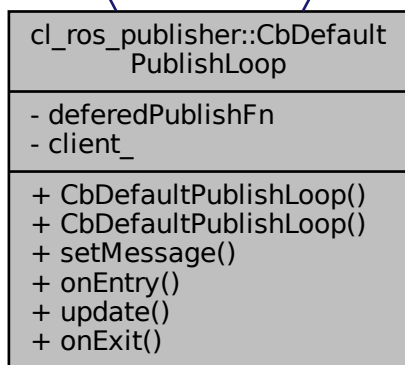 cl_ros_publisher::CbDefault
PublishLoop
- deferedPublishFn
- client_
+ CbDefaultPublishLoop()
+ CbDefaultPublishLoop()
+ setMessage()
+ onEntry()
+ update()
+ onExit()